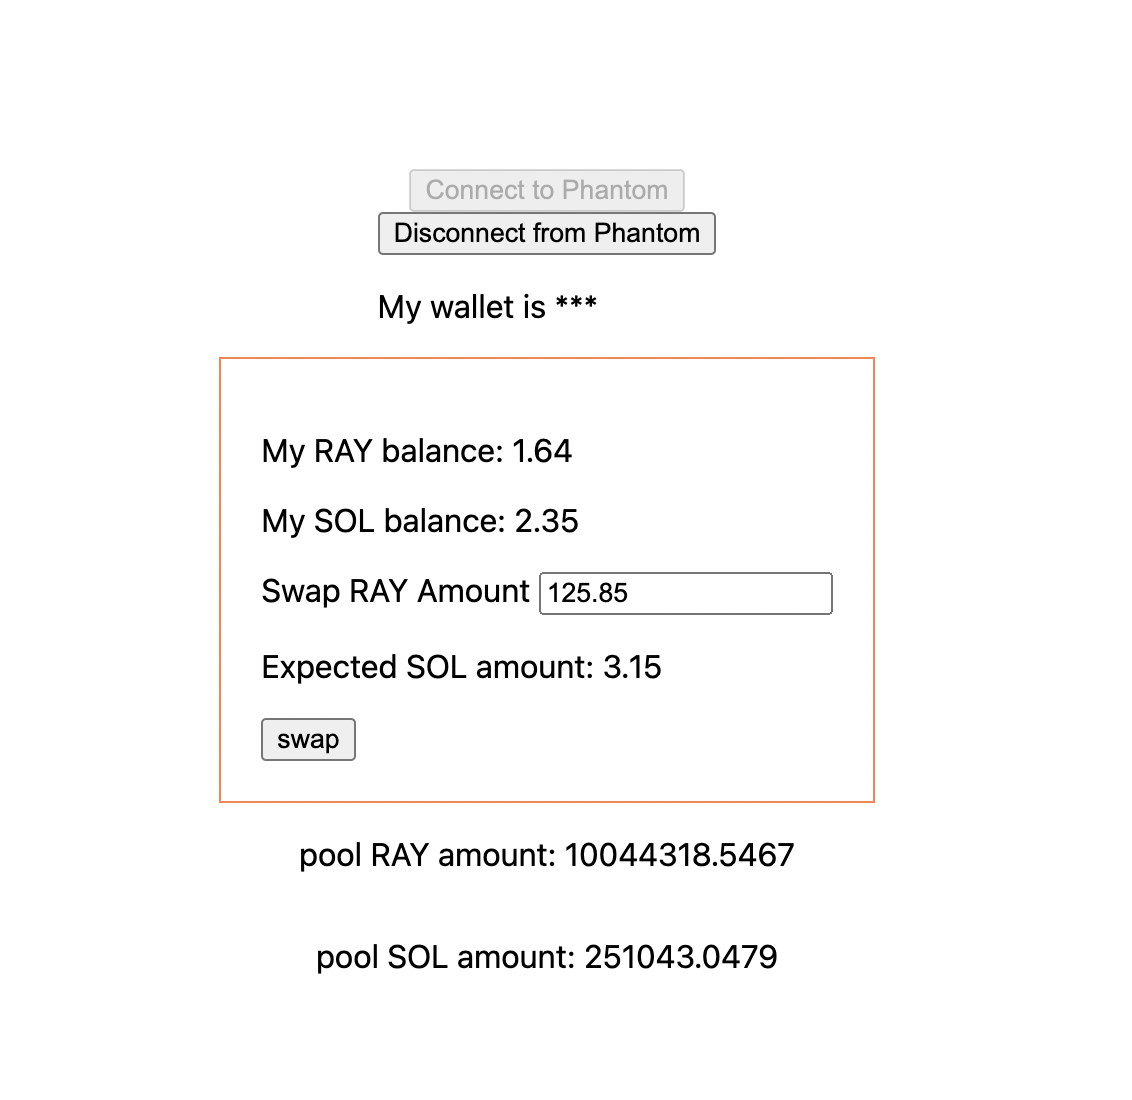 Connect to Phantom
Disconnect from Phantom
My wallet is ***
My RAY balance: 1.64
My SOL balance: 2.35
Swap RAY Amount 125.85
Expected SOL amount: 3.15
swap
pool RAY amount: 10044318.5467
pool SOL amount: 251043.0479